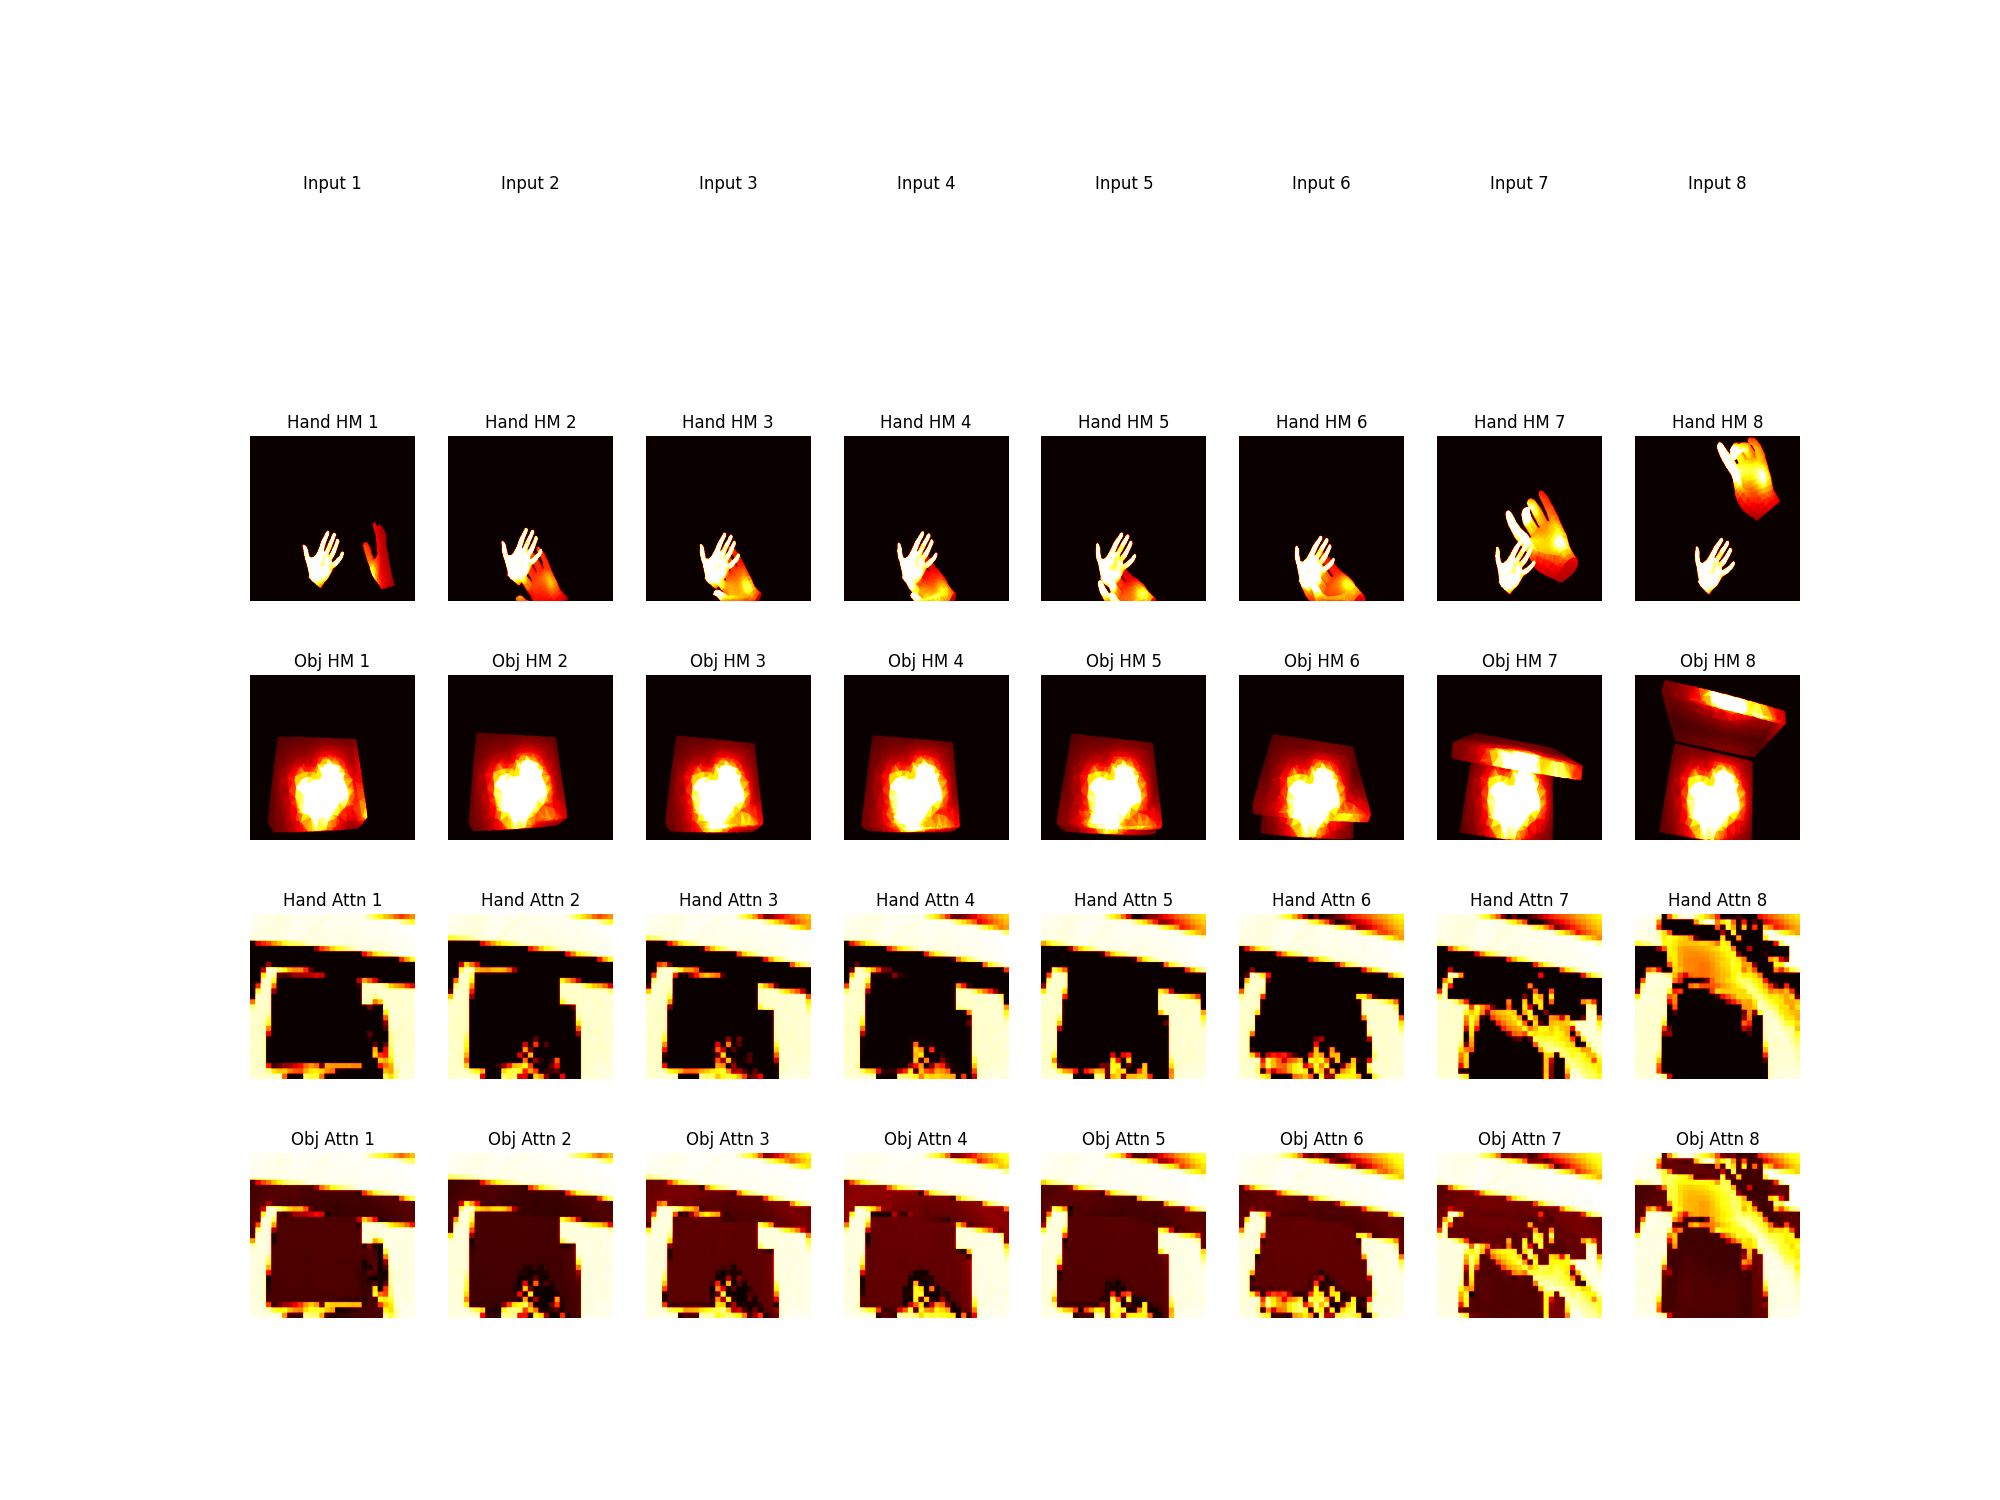 Input 1 Input 2 Input 3 Input 4 Input 5 Input 6 Input 7 Input 8
Hand HM 1 Hand HM 2 Hand HM 3 Hand HM 4 Hand HM 5 Hand HM 6 Hand HM 7 Hand HM 8
Obj HM 1 Obj HM 2 Obj HM 3 Obj HM 4 Obj HM 5 Obj HM 6 Obj HM 7 Obj HM 8
Hand Attn 1 Hand Attn 2 Hand Attn 3 Hand Attn 4 Hand Attn 5 Hand Attn 6 Hand Attn 7 Hand Attn 8
Obj Attn 1 Obj Attn 2 Obj Attn 3 Obj Attn 4 Obj Attn 5 Obj Attn 6 Obj Attn 7 Obj Attn 8